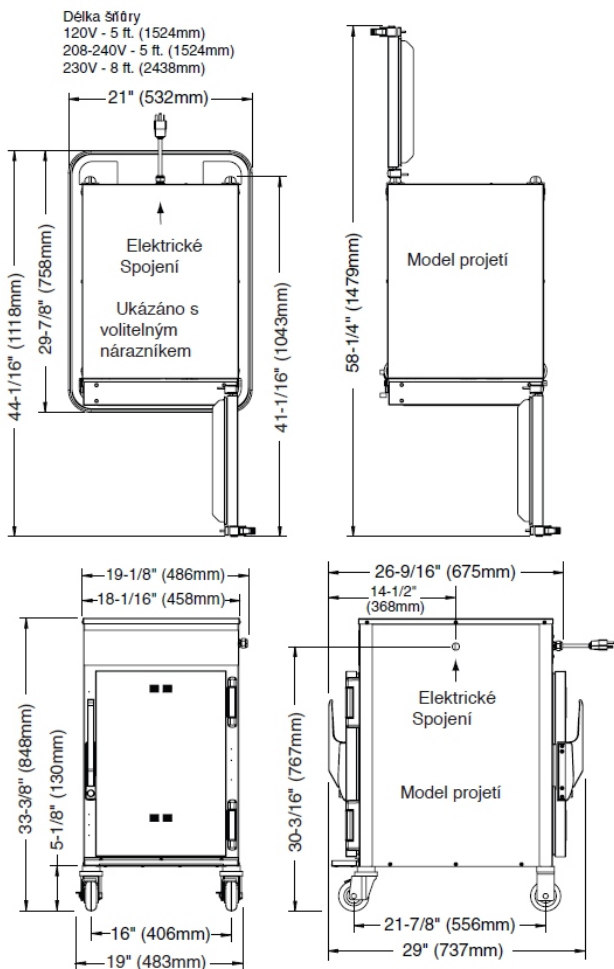 Délka šňůry
120V - 5 ft. (1524mm)
208-240V - 5 ft. (1524mm)
230V - 8 ft. (2438mm)
21" (532mm)
44-1/16" (1118mm)
29-7/8" (758mm)
Elektrické
Spojení
Ukázáno s
volitelným
nárazníkem
41-1/16" (1043mm)
58-1/4" (1479mm)
Model projetí
19-1/8" (486mm)
18-1/16" (458mm)
33-3/8" (848mm)
5-1/8" (130mm)
16" (406mm)
19" (483mm)
26-9/16" (675mm)
14-1/2"
(368mm)
30-3/16" (767mm)
Elektrické
Spojení
Model projetí
21-7/8" (556mm)
29" (737mm)